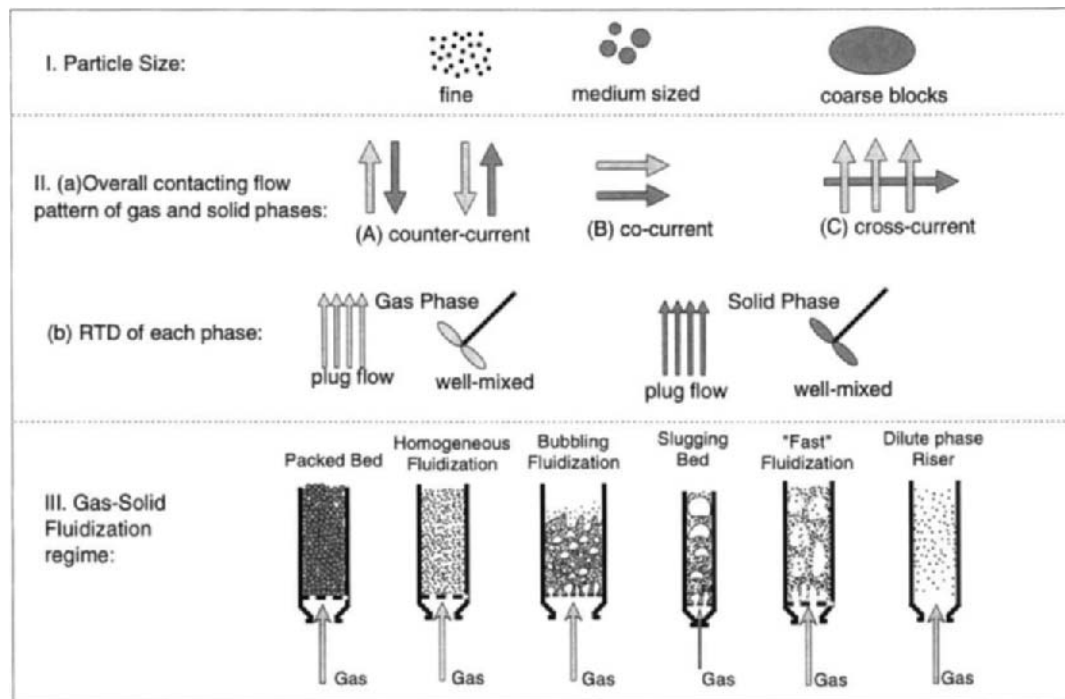 I. Particle Size:
fine
medium sized
coarse blocks
II. (a)Overall contacting flow
pattern of gas and solid phases:
(A) counter-current
(B) co-current
(C) cross-current
(b) RTD of each phase:
Gas Phase
plug flow
well-mixed
Solid Phase
plug flow
well-mixed
III. Gas-Solid
Fluidization
regime:
Packed Bed
Homogeneous
Fluidization
Bubbling
Fluidization
Slugging
Bed
"Fast"
Fluidization
Dilute phase
Riser
Gas
Gas
Gas
Gas
Gas
Gas